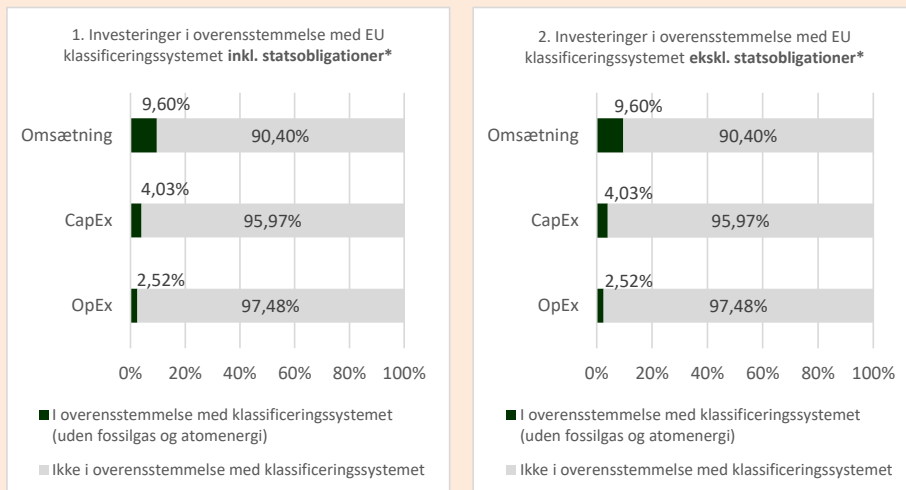 1. Investeringer i overensstemmelse med EU
klassificeringssystemet inkl. statsobligationer*
9,60%
Omsætning
90,40%
4,03%
CapEx
95,97%
2,52%
OpEx
97,48%
0% 20% 40% 60% 80% 100%
I overensstemmelse med klassificeringssystemet
(uden fossilgas og atomenergi)
Ikke i overensstemmelse med klassificeringssystemet
2. Investeringer i overensstemmelse med EU
klassificeringssystemet ekskl. statsobligationer*
9,60%
Omsætning
90,40%
4,03%
CapEx
95,97%
2,52%
OpEx
97,48%
0% 20% 40% 60% 80% 100%
I overensstemmelse med klassificeringssystemet
(uden fossilgas og atomenergi)
Ikke i overensstemmelse med klassificeringssystemet